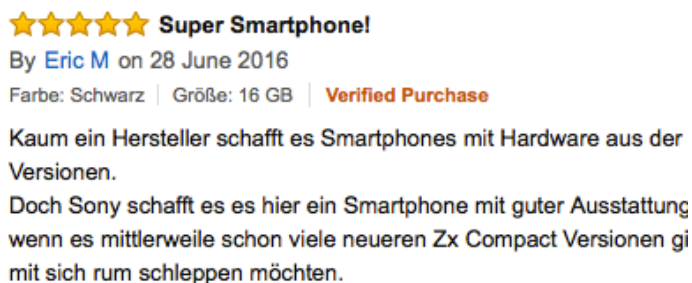 Super Smartphone!
By Eric M on 28 June 2016
Farbe: Schwarz | Größe: 16 GB | Verified Purchase
Kaum ein Hersteller schafft es Smartphones mit Hardware aus der
Versionen.
Doch Sony schafft es es hier ein Smartphone mit guter Ausstattung
wenn es mittlerweile schon viele neueren Zx Compact Versionen gi
mit sich rum schleppen möchten.